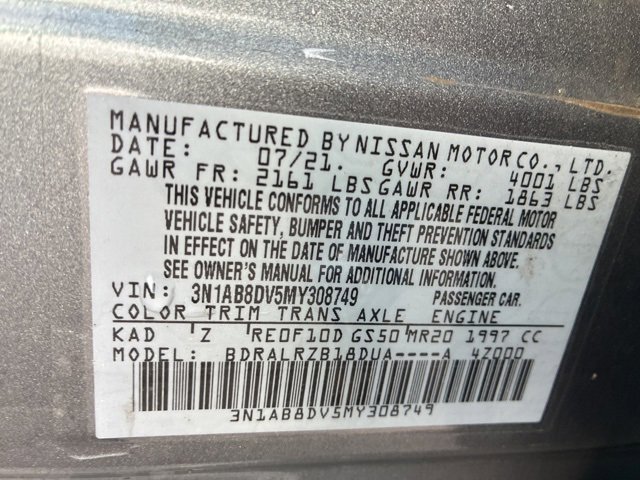 MANUFACTURED BY NISSAN MOTOR CO., LTD.
DATE: 07/21. GVWR: 4001 LBS
GAWR FR: 2161 LBS GAWR RR: 1863 LBS
THIS VEHICLE CONFORMS TO ALL APPLICABLE FEDERAL MOTOR
VEHICLE SAFETY, BUMPER AND THEFT PREVENTION STANDARDS
IN EFFECT ON THE DATE OF MANUFACTURE SHOWN ABOVE.
SEE OWNER'S MANUAL FOR ADDITIONAL INFORMATION.
VIN: 3N1AB8DV5MY308749 PASSENGER CAR.
COLOR TRIM TRANS AXLE ENGINE
KAD Z RE0F10D GS50 MR20 1997 CC
MODEL: BDRALRZB18DUA----A 4Z000
3N1AB8DV5MY308749